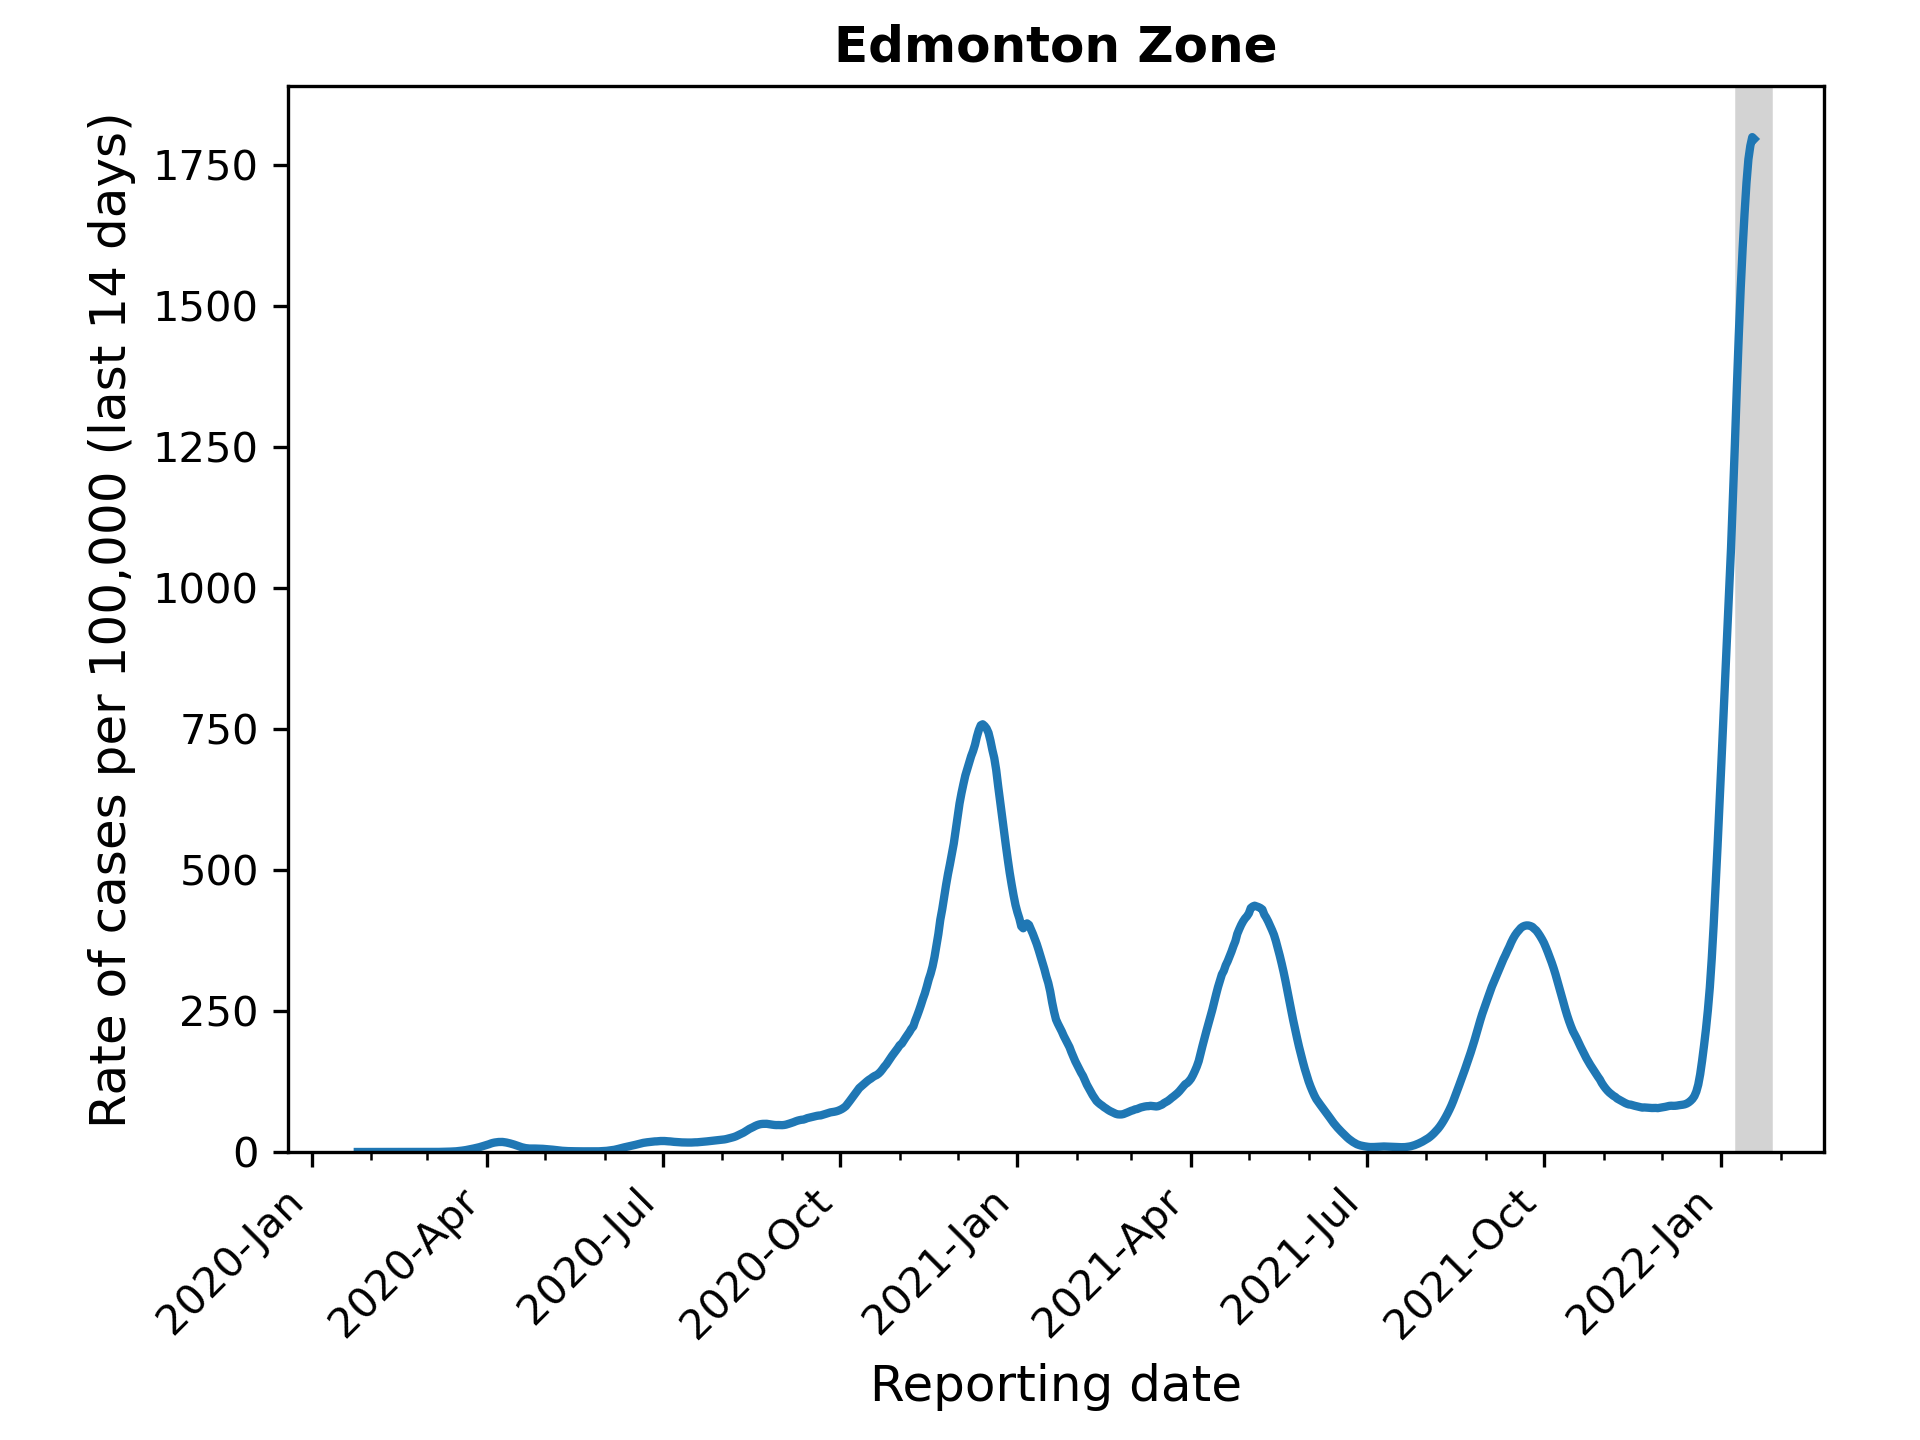 Edmonton Zone
Rate of cases per 100,000 (last 14 days)
1750
1500
1250
1000
750
500
250
0
2020-Jan
2020-Apr
2020-Jul
2020-Oct
2021-Jan
2021-Apr
2021-Jul
2021-Oct
2022-Jan
Reporting date